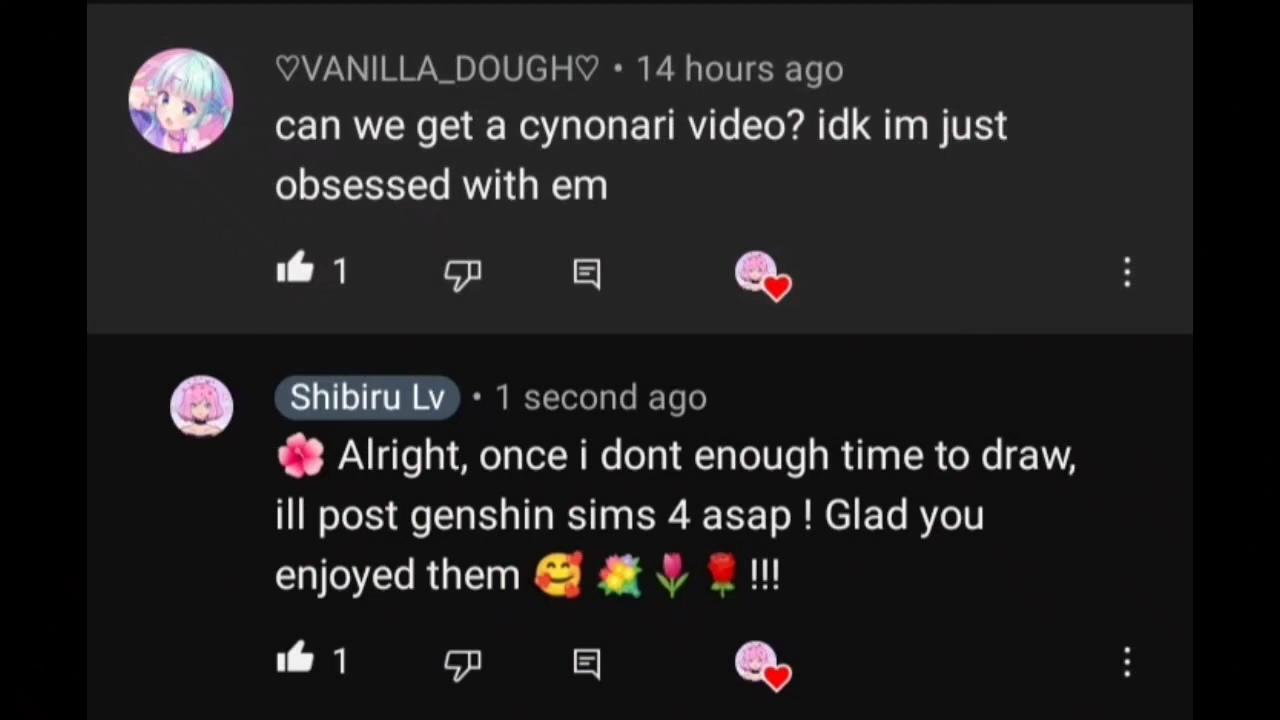 ♡VANILLA_DOUGH♡ • 14 hours ago
can we get a cynonari video? idk im just
obsessed with em
1
Shibiru Lv • 1 second ago
🌺 Alright, once i dont enough time to draw,
ill post genshin sims 4 asap ! Glad you
enjoyed them 🥰 💐 🌷 🌹 !!!
1